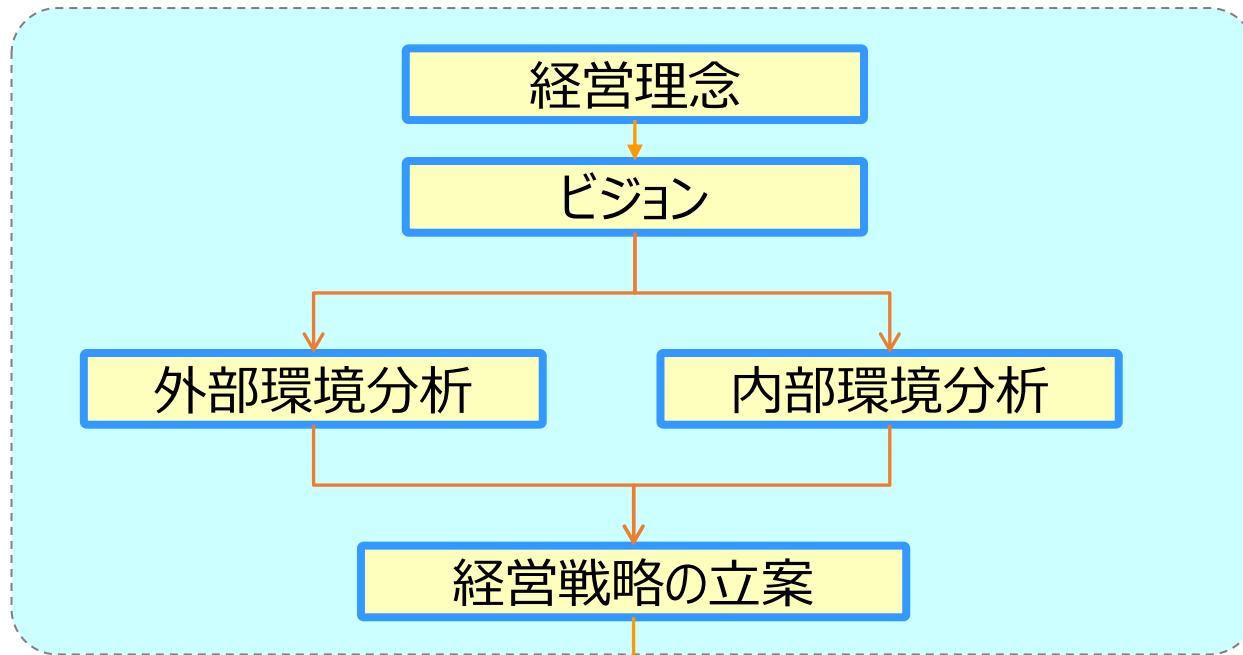 経営理念
ビジョン
外部環境分析
内部環境分析
経営戦略の立案